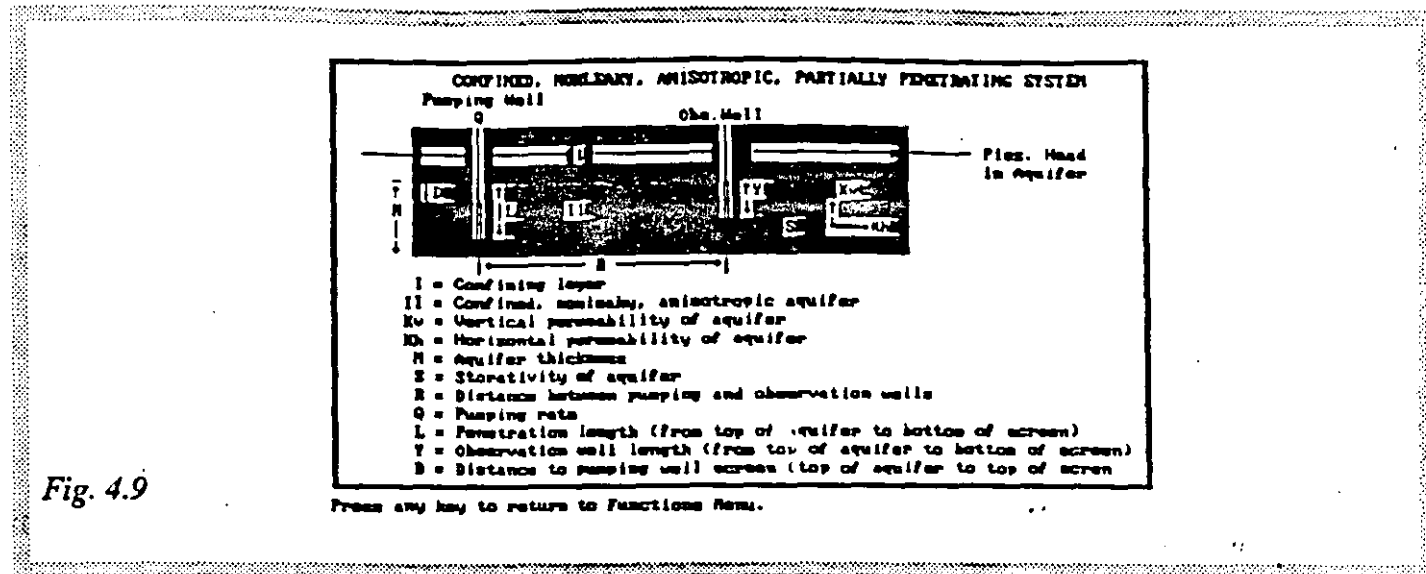 CONFINED, NONLEAKY, ANISOTROPIC, PARTIALLY PENETRATING SYSTEM
Pumping Well
Q
Obs. Well
I
Piez. Head
in Aquifer
D
T
M
L
II
Y
S
Kv
Kh
R
I = Confining layer
II = Confined, nonleaky, anisotropic aquifer
Kv = Vertical permeability of aquifer
Kh = Horizontal permeability of aquifer
M = Aquifer thickness
S = Storativity of aquifer
R = Distance between pumping and observation wells
Q = Pumping rate
L = Penetration length (from top of aquifer to bottom of screen)
Y = Observation well length (from top of aquifer to bottom of screen)
D = Distance to pumping well screen (top of aquifer to top of scren
Fig. 4.9
Press any key to return to Functions Menu.